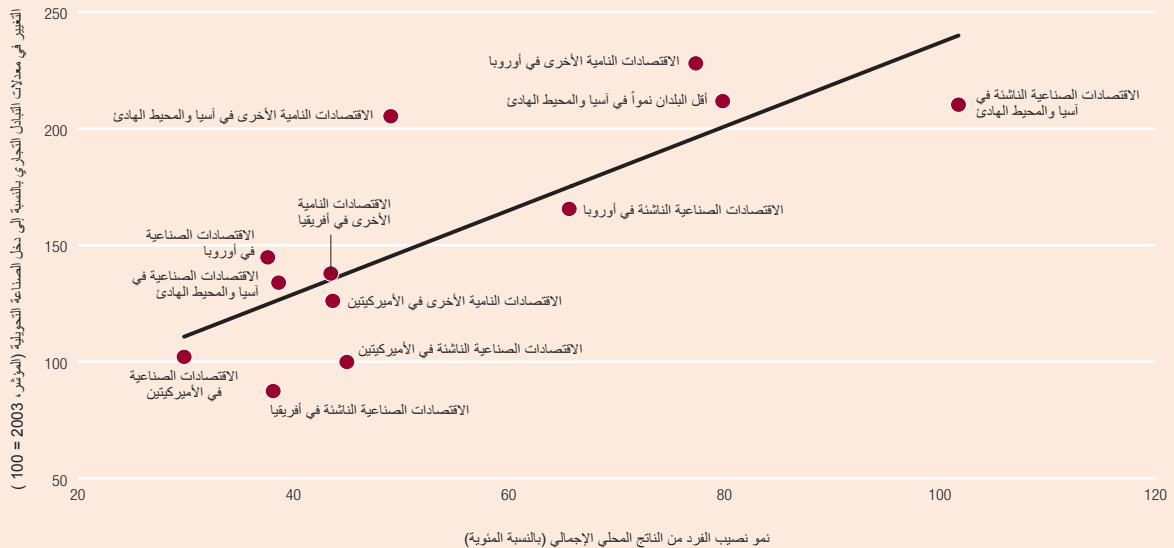 التغيير في معدلات التبادل التجاري بالنسبة إلى دخل الصناعة التحويلية (المؤشر، 2003 = 100 )
250
200
150
100
50
الاقتصادات النامية الأخرى في أوروبا
أقل البلدان نمواً في آسيا والمحيط الهادئ
الاقتصادات الصناعية الناشئة في
آسيا والمحيط الهادئ
الاقتصادات النامية الأخرى في آسيا والمحيط الهادئ
الاقتصادات الصناعية الناشئة في أوروبا
الاقتصادات النامية
الأخرى في أفريقيا
الاقتصادات الصناعية
في أوروبا
الاقتصادات الصناعية في
آسيا والمحيط الهادئ
الاقتصادات النامية الأخرى في الأميركيتين
الاقتصادات الصناعية الناشئة في الأميركيتين
الاقتصادات الصناعية
في الأميركيتين
الاقتصادات الصناعية الناشئة في أفريقيا
20
40
60
80
100
120
نمو نصيب الفرد من الناتج المحلي الإجمالي (بالنسبة المئوية)